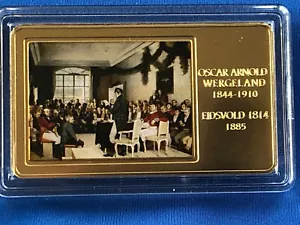 OSCAR ARNOLD
WERGELAND
1844-1910
EIDSVOLD 1814
1885